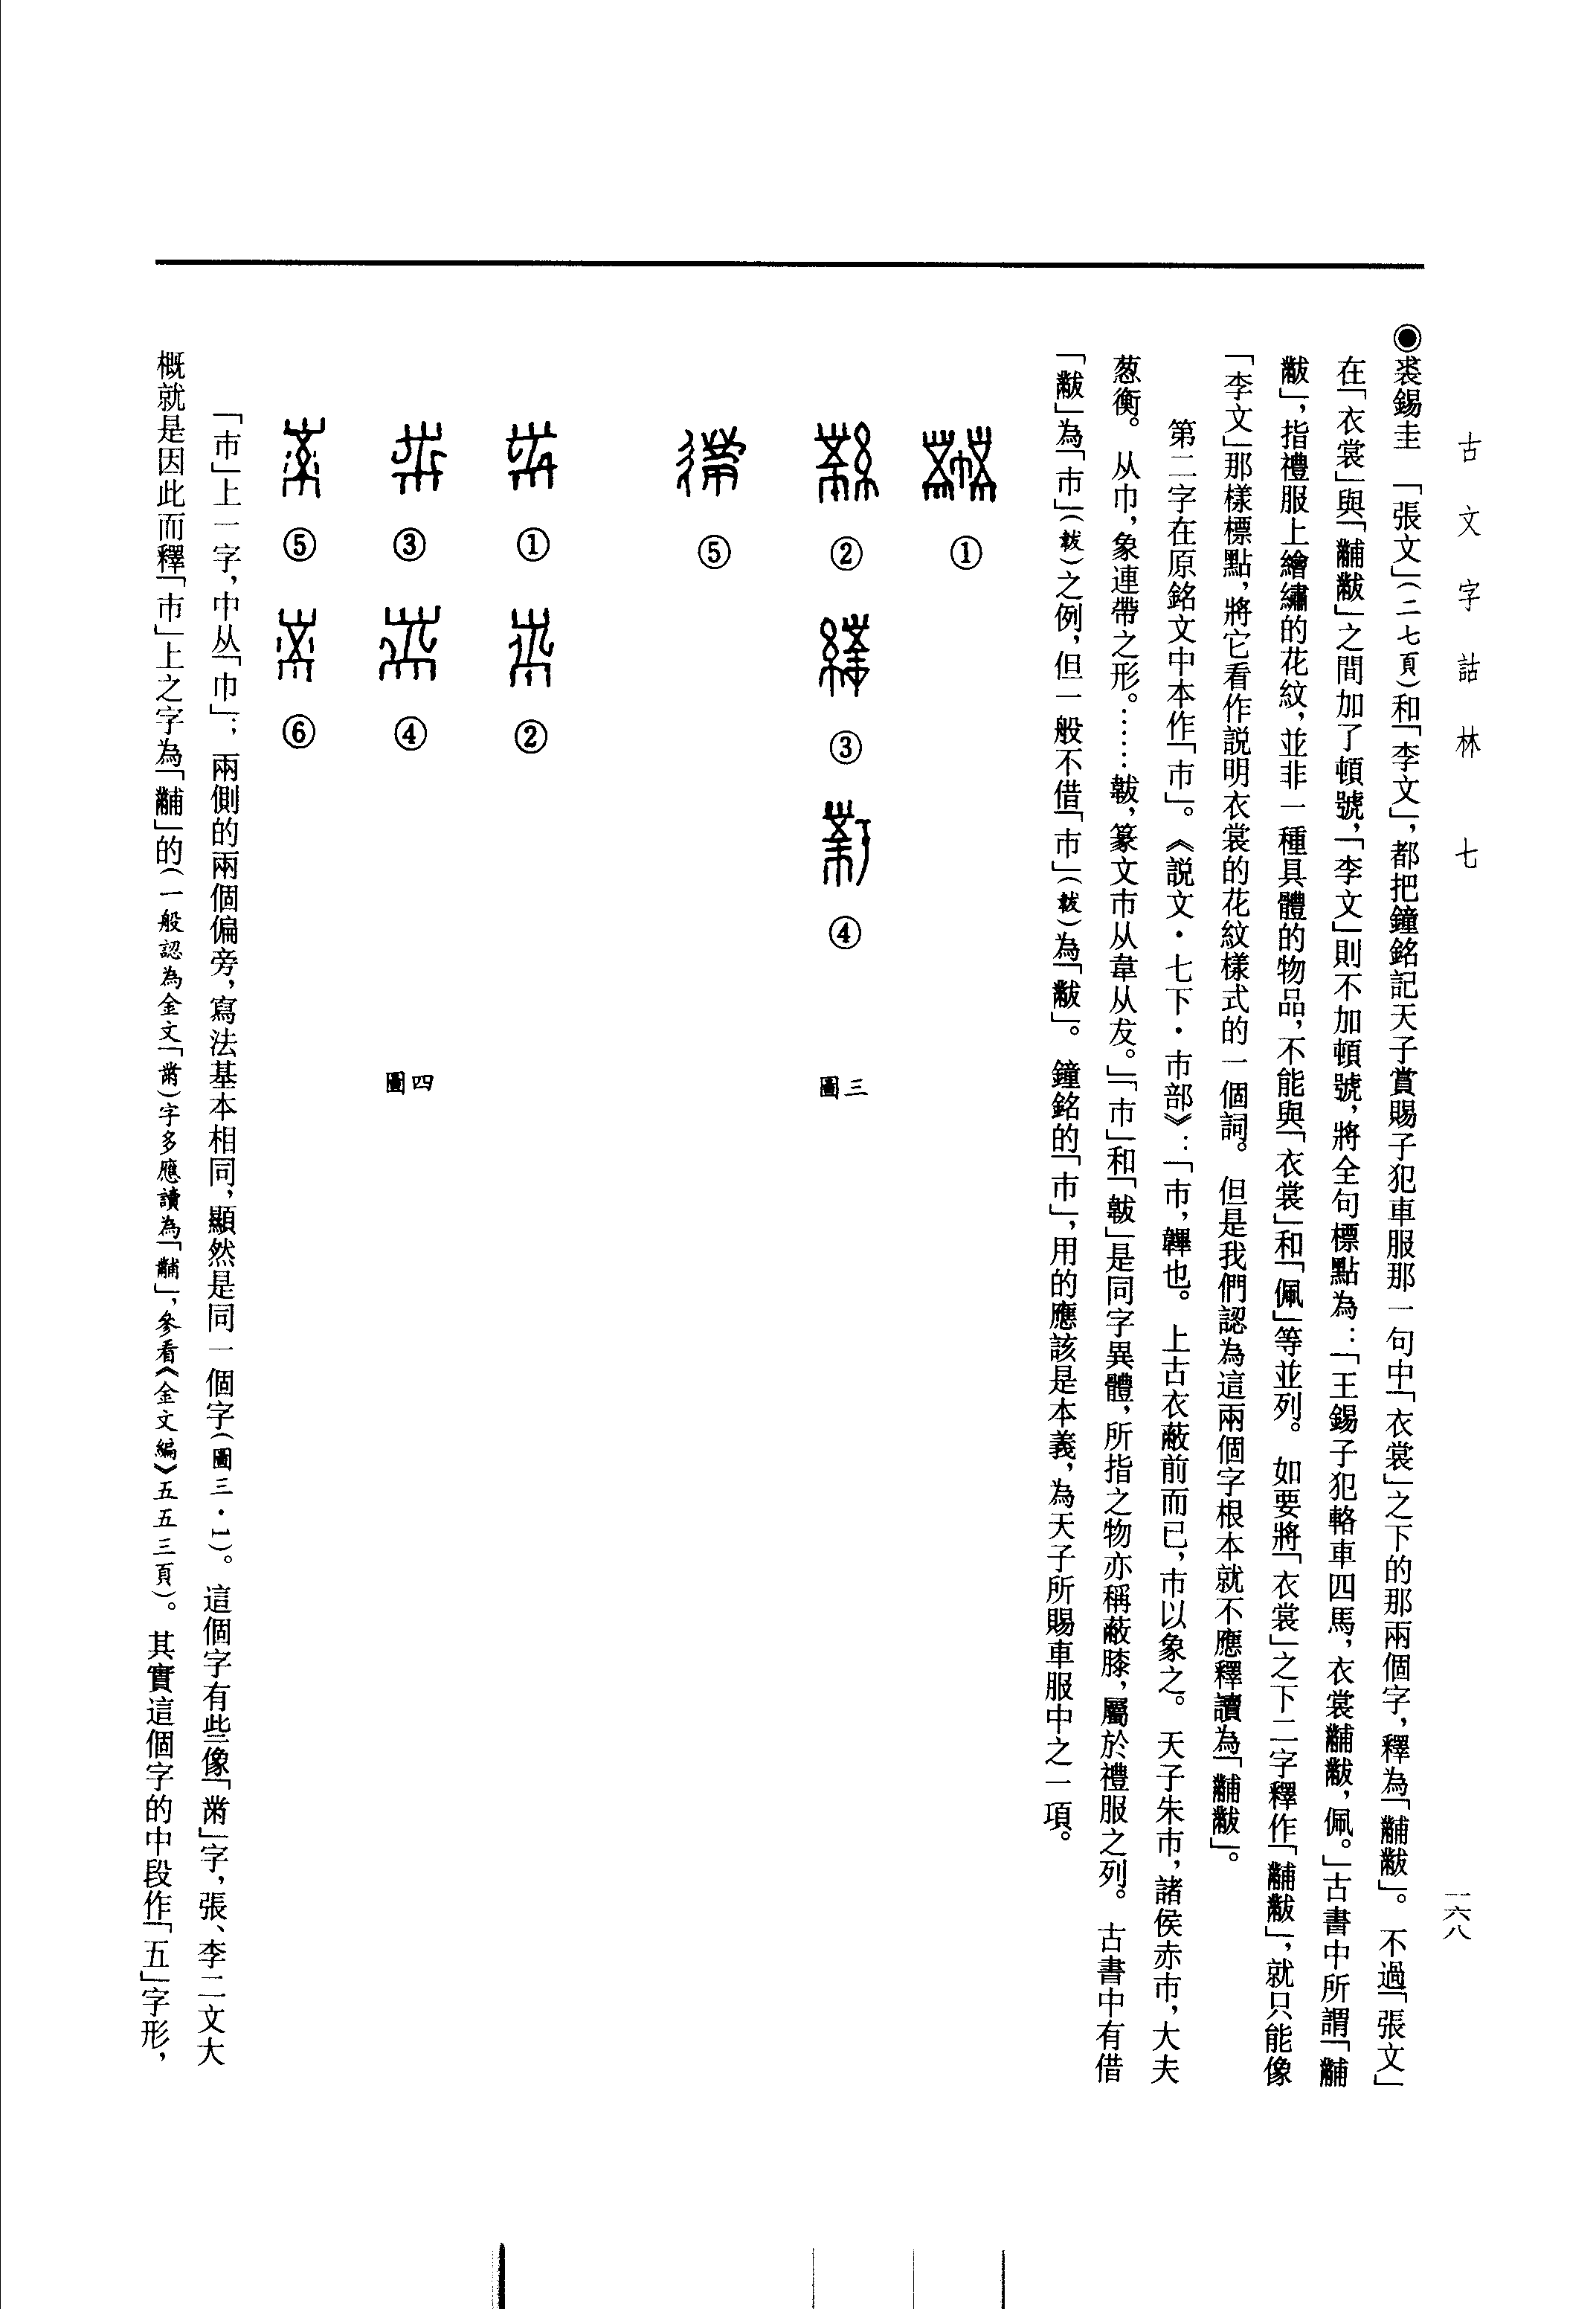 古文字詁林 七
一六八
◉裘錫圭 「張文」(二七頁)和「李文」,都把鐘銘記天子賞賜子犯車服那一句中「衣裳」之下的那兩個字,釋為「黼黻」。不過「張文」
在「衣裳」與「黼黻」之間加了頓號,「李文」則不加頓號,將全句標點為:「王錫子犯輅車四馬,衣裳黼黻,佩。」古書中所謂「黼
黻」,指禮服上繪繡的花紋,並非一種具體的物品,不能與「衣裳」和「佩」等並列。如要將「衣裳」之下二字釋作「黼黻」,就只能像
「李文」那樣標點,將它看作説明衣裳的花紋樣式的一個詞。但是我們認為這兩個字根本就不應釋讀為「黼黻」。
第二字在原銘文中本作「巿」。《説文·七下·巿部》:「巿,韠也。上古衣蔽前而已,巿以象之。天子朱巿,諸侯赤巿,大夫
葱衡。从巾,象連帶之形。……韍,篆文巿从韋从犮。」「巿」和「韍」是同字異體,所指之物亦稱蔽膝,屬於禮服之列。古書中有借
「黻」為「巿」(韍)之例,但一般不借「巿」(韍)為「黻」。鐘銘的「巿」,用的應該是本義,為天子所賜車服中之一項。
①
② ③ ④
⑤
圖三
① ②
③ ④
⑤ ⑥
圖四
「巿」上一字,中从「巾」;兩側的兩個偏旁,寫法基本相同,顯然是同一個字(圖三·1)。這個字有些像「黹」字,張、李二文大
概就是因此而釋「巿」上之字為「黼」的(一般認為金文「黹」字多應讀為「黼」,參看《金文編》五五三頁)。其實這個字的中段作「五」字形,